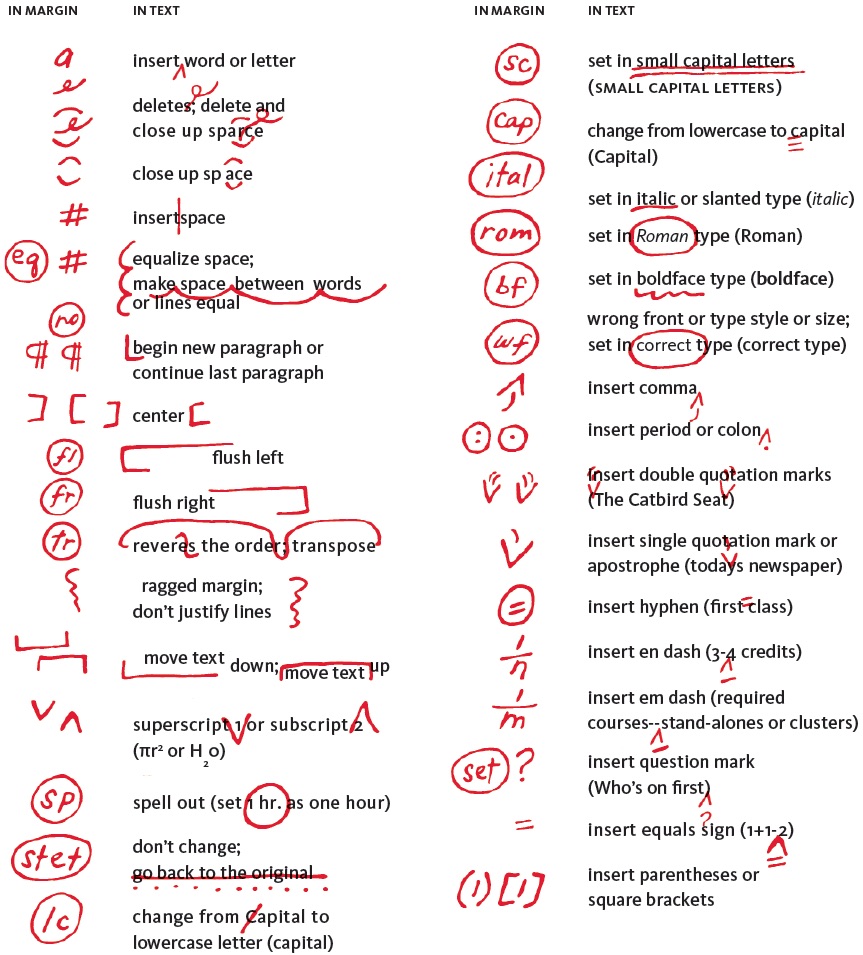 IN MARGIN IN TEXT
a insert word or letter
deletes; delete and
close up sparce
close up sp ace
# insertspace
eq # equalize space;
make space between words
or lines equal
no
¶ ¶ begin new paragraph or
continue last paragraph
] [ ] center [
fl flush left
fr flush right
tr reveres the order; transpose
ragged margin;
don't justify lines
move text down; move text up
superscript 1 or subscript 2
(πr² or H₂o)
sp spell out (set 1 hr. as one hour)
don't change;
stet go back to the original
lc change from Capital to
lowercase letter (capital)
IN MARGIN IN TEXT
sc set in small capital letters
(SMALL CAPITAL LETTERS)
cap change from lowercase to capital
(Capital)
ital set in italic or slanted type (italic)
rom set in Roman type (Roman)
bf set in boldface type (boldface)
wrong front or type style or size;
wf set in correct type (correct type)
insert comma
: . insert period or colon
insert double quotation marks
(The Catbird Seat)
insert single quotation mark or
apostrophe (todays newspaper)
= insert hyphen (first class)
1/n insert en dash (3-4 credits)
1/m insert em dash (required
courses--stand-alones or clusters)
set ? insert question mark
(Who's on first)
?
= insert equals sign (1+1-2)
(1) [1] insert parentheses or
square brackets